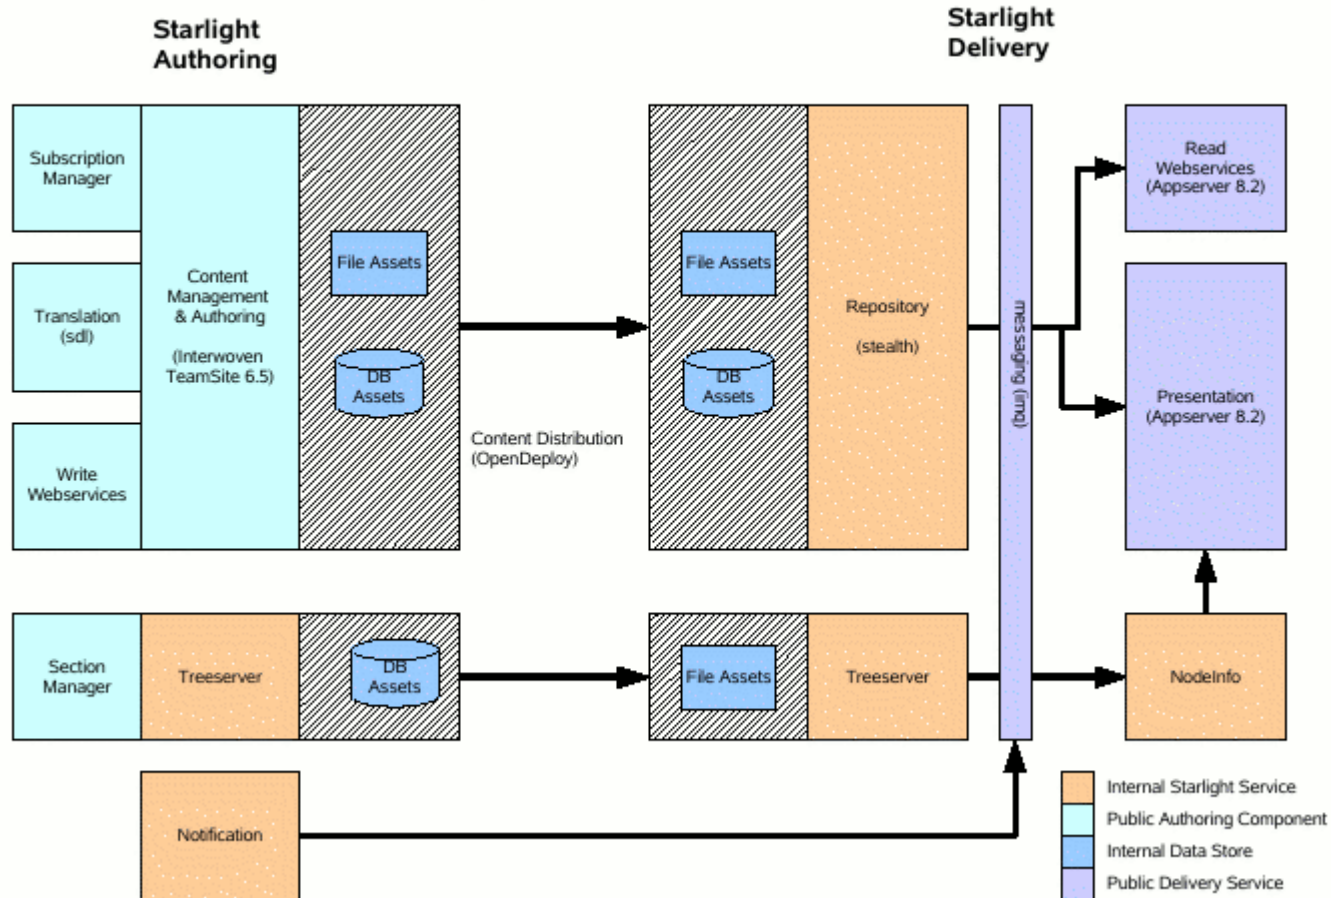 Starlight
Authoring
Starlight
Delivery
Subscription
Manager
Translation
(sdl)
Write
Webservices
Content
Management
& Authoring
(Interwoven
TeamSite 6.5)
File Assets
DB
Assets
Content Distribution
(OpenDeploy)
File Assets
DB
Assets
Repository
(stealth)
messaging (imq)
Read
Webservices
(Appserver 8.2)
Presentation
(Appserver 8.2)
Section
Manager
Treeserver
DB
Assets
File Assets
Treeserver
NodeInfo
Notification
Internal Starlight Service
Public Authoring Component
Internal Data Store
Public Delivery Service